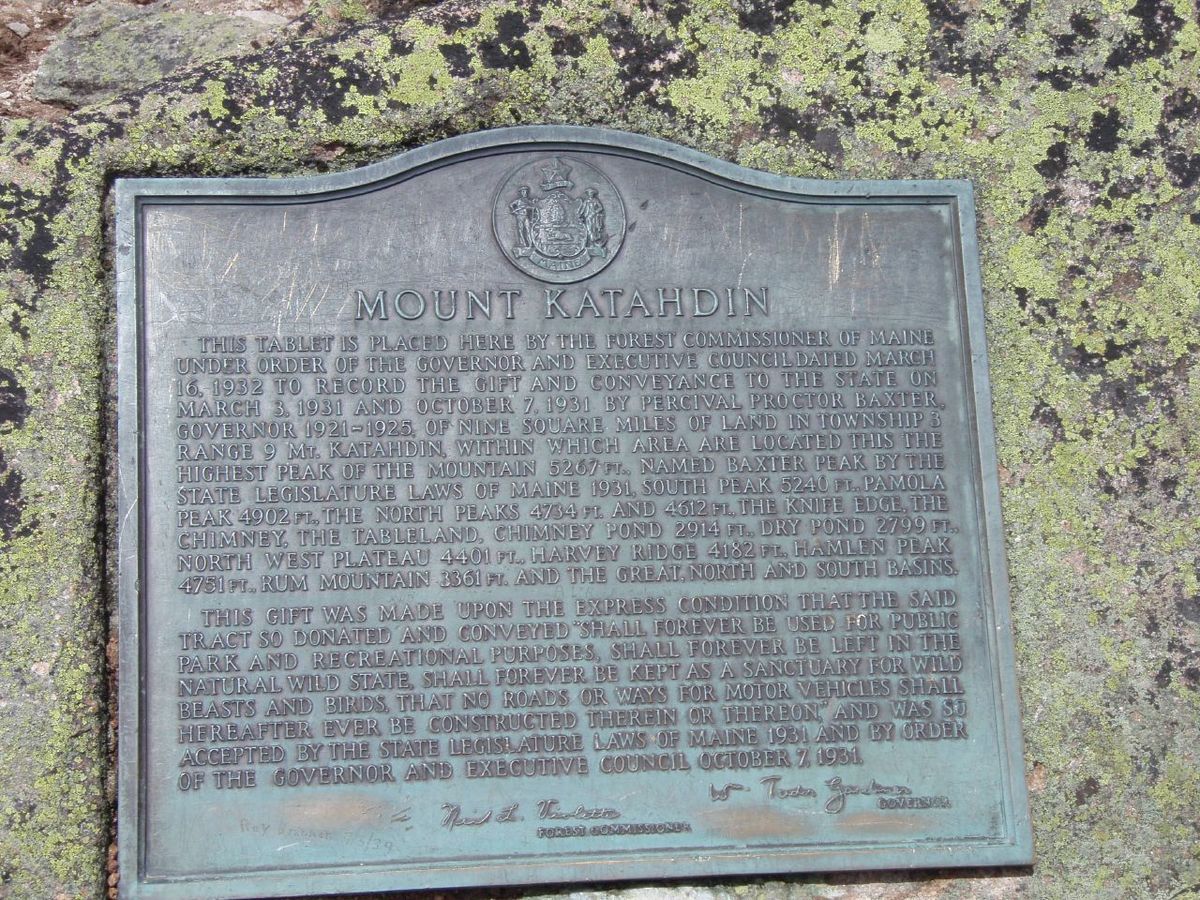 MAINE
MOUNT KATAHDIN
THIS TABLET IS PLACED HERE BY THE FOREST COMMISSIONER OF MAINE
UNDER ORDER OF THE GOVERNOR AND EXECUTIVE COUNCIL DATED MARCH
16, 1932 TO RECORD THE GIFT AND CONVEYANCE TO THE STATE ON
MARCH 3, 1931 AND OCTOBER 7, 1931 BY PERCIVAL PROCTOR BAXTER,
GOVERNOR 1921-1925, OF NINE SQUARE MILES OF LAND IN TOWNSHIP 3
RANGE 9 MT. KATAHDIN, WITHIN WHICH AREA ARE LOCATED THIS THE
HIGHEST PEAK OF THE MOUNTAIN 5267 FT., NAMED BAXTER PEAK BY THE
STATE LEGISLATURE LAWS OF MAINE 1931, SOUTH PEAK 5240 FT., PAMOLA
PEAK 4902 FT., THE NORTH PEAKS 4734 FT. AND 4612 FT., THE KNIFE EDGE, THE
CHIMNEY, THE TABLELAND, CHIMNEY POND 2914 FT., DRY POND 2799 FT.,
NORTH WEST PLATEAU 4401 FT., HARVEY RIDGE 4182 FT., HAMLEN PEAK
4751 FT., RUM MOUNTAIN 3361 FT. AND THE GREAT, NORTH AND SOUTH BASINS.
THIS GIFT WAS MADE UPON THE EXPRESS CONDITION THAT THE SAID
TRACT SO DONATED AND CONVEYED "SHALL FOREVER BE USED FOR PUBLIC
PARK AND RECREATIONAL PURPOSES, SHALL FOREVER BE LEFT IN THE
NATURAL WILD STATE, SHALL FOREVER BE KEPT AS A SANCTUARY FOR WILD
BEASTS AND BIRDS, THAT NO ROADS OR WAYS FOR MOTOR VEHICLES SHALL
HEREAFTER EVER BE CONSTRUCTED THEREIN OR THEREON," AND WAS SO
ACCEPTED BY THE STATE LEGISLATURE LAWS OF MAINE 1931 AND BY ORDER
OF THE GOVERNOR AND EXECUTIVE COUNCIL OCTOBER 7, 1931.
Wm Tudor Gardiner
GOVERNOR
Neil L. Violette
FOREST COMMISSIONER